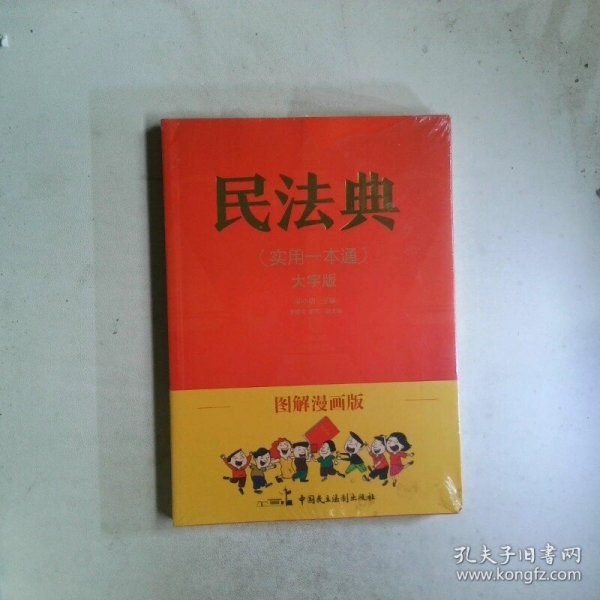 民法典
（实用一本通）
大字版
图解漫画版
中国民主法制出版社
孔夫子旧书网
www.kongfz.com